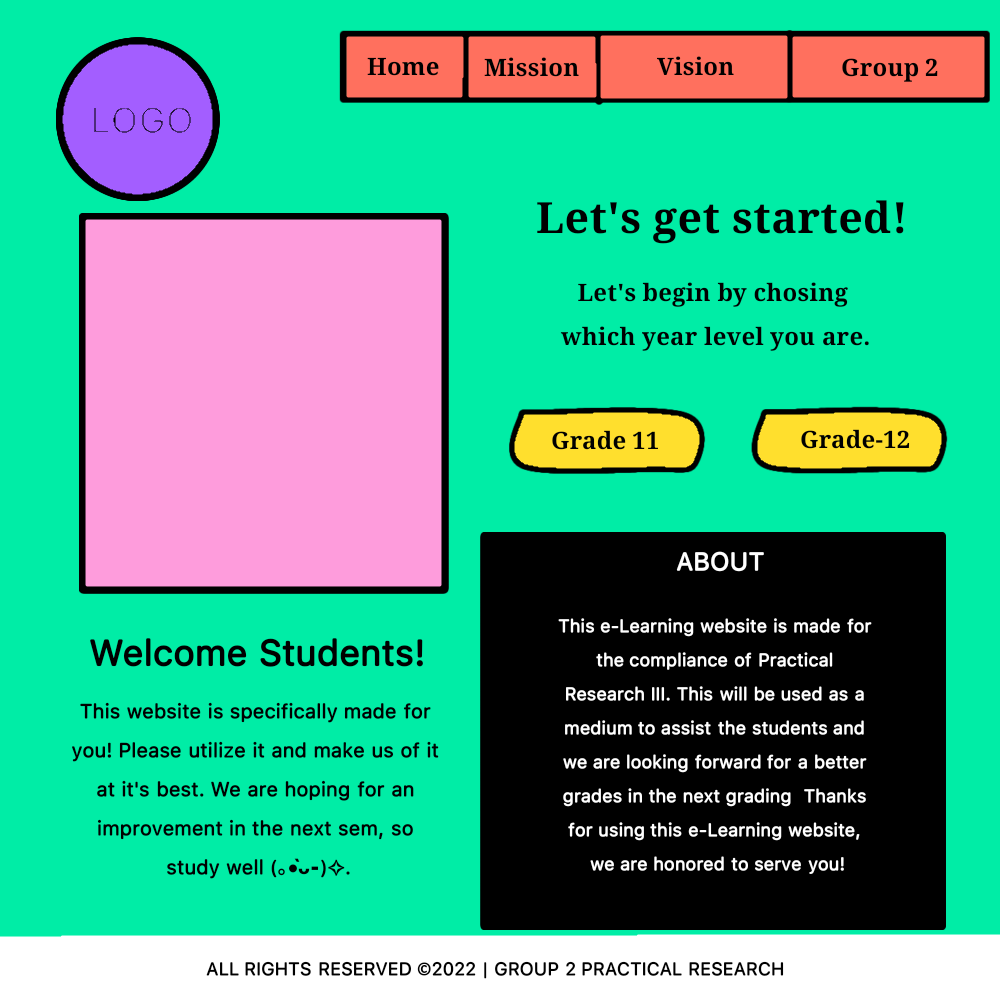 LOGO
Home
Mission
Vision
Group 2
Let's get started!
Let's begin by chosing
which year level you are.
Grade 11
Grade-12
Welcome Students!
This website is specifically made for
you! Please utilize it and make us of it
at it's best. We are hoping for an
improvement in the next sem, so
study well (｡•̀ᴗ-)✧.
ABOUT
This e-Learning website is made for
the compliance of Practical
Research III. This will be used as a
medium to assist the students and
we are looking forward for a better
grades in the next grading  Thanks
for using this e-Learning website,
we are honored to serve you!
ALL RIGHTS RESERVED ©2022 | GROUP 2 PRACTICAL RESEARCH